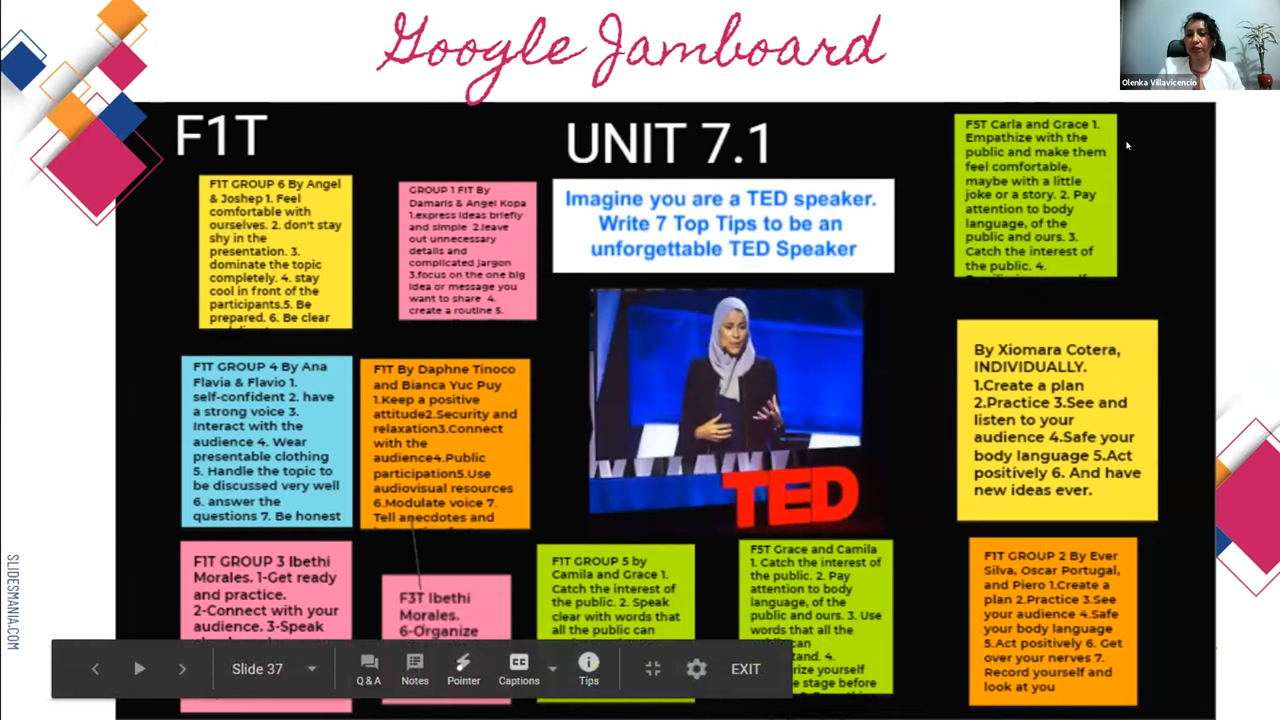 Google Jamboard
Olenka Villavicencio
F1T
UNIT 7.1
Imagine you are a TED speaker.
Write 7 Top Tips to be an
unforgettable TED Speaker
F1T GROUP 6 By Angel
& Joshep 1. Feel
comfortable with
ourselves. 2. don't stay
shy in the
presentation. 3.
dominate the topic
completely. 4. stay
cool in front of the
participants.5. Be
prepared. 6. Be clear
GROUP 1 FIT By
Damaris & Angel Kopa
1.express ideas briefly
and simple 2.leave
out unnecessary
details and
complicated jargon
3.focus on the one big
idea or message you
want to share 4.
create a routine 5.
F5T Carla and Grace 1.
Empathize with the
public and make them
feel comfortable,
maybe with a little
joke or a story. 2. Pay
attention to body
language, of the
public and ours. 3.
Catch the interest of
the public. 4.
F1T GROUP 4 By Ana
Flavia & Flavio 1.
self-confident 2. have
a strong voice 3.
Interact with the
audience 4. Wear
presentable clothing
5. Handle the topic to
be discussed very well
6. answer the
questions 7. Be honest
F1T By Daphne Tinoco
and Bianca Yuc Puy
1.Keep a positive
attitude2.Security and
relaxation3.Connect
with the
audience4.Public
participation5.Use
audiovisual resources
6.Modulate voice 7.
Tell anecdotes and
TED
By Xiomara Cotera,
INDIVIDUALLY.
1.Create a plan
2.Practice 3.See and
listen to your
audience 4.Safe your
body language 5.Act
positively 6. And have
new ideas ever.
F1T GROUP 3 Ibethi
Morales. 1-Get ready
and practice.
2-Connect with your
audience. 3-Speak
F3T Ibethi
Morales.
6-Organize
F1T GROUP 5 by
Camila and Grace 1.
Catch the interest of
the public. 2. Speak
clear with words that
all the public can
F5T Grace and Camila
1. Catch the interest of
the public. 2. Pay
attention to body
language, of the
public and ours. 3. Use
words that all the
can
4.
yourself
stage before
F1T GROUP 2 By Ever
Silva, Oscar Portugal,
and Piero 1.Create a
plan 2.Practice 3.See
your audience 4.Safe
your body language
5.Act positively 6. Get
over your nerves 7.
Record yourself and
look at you
SLIDESMANIA.COM
Slide 37
Q & A
Notes
Pointer
CC
Captions
Tips
EXIT